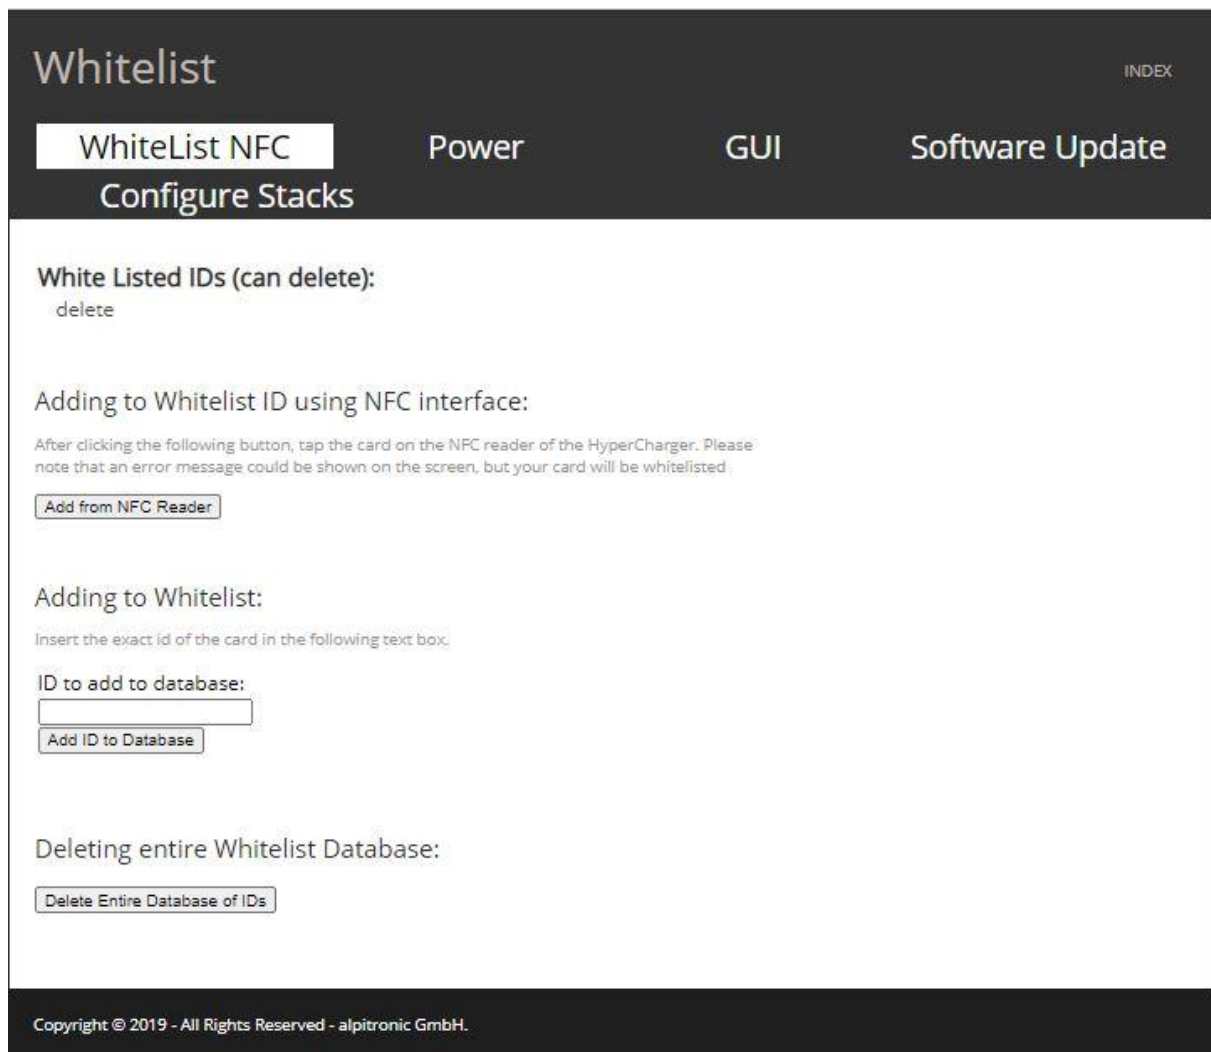 Whitelist
INDEX
WhiteList NFC Power GUI Software Update
Configure Stacks
White Listed IDs (can delete):
delete
Adding to Whitelist ID using NFC interface:
After clicking the following button, tap the card on the NFC reader of the HyperCharger. Please
note that an error message could be shown on the screen, but your card will be whitelisted
Add from NFC Reader
Adding to Whitelist:
Insert the exact id of the card in the following text box.
ID to add to database:
Add ID to Database
Deleting entire Whitelist Database:
Delete Entire Database of IDs
Copyright © 2019 - All Rights Reserved - alpitronic GmbH.